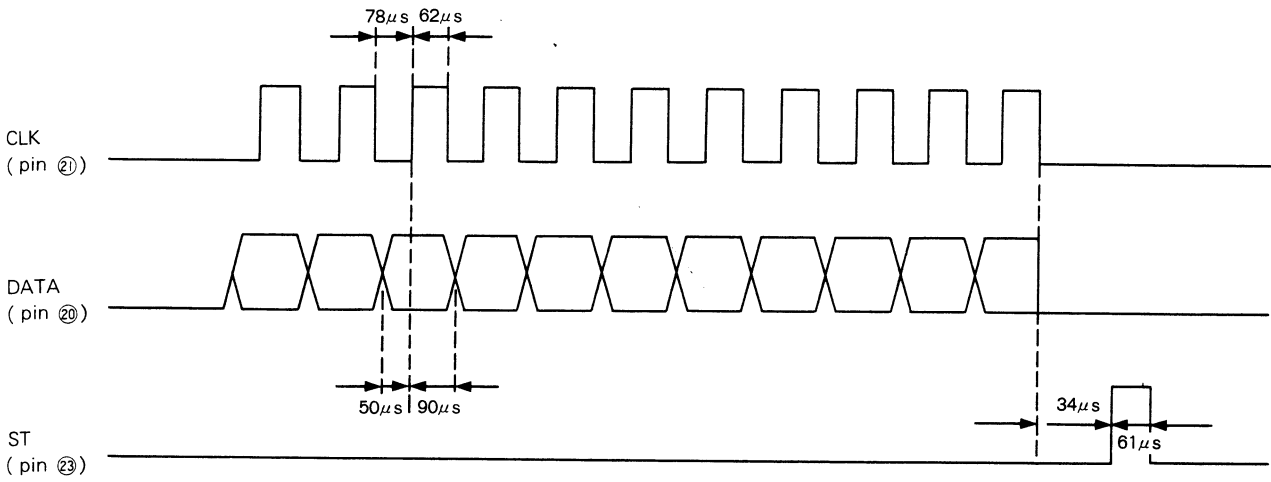 78μs 62μs
CLK
( pin ㉑)
DATA
( pin ⑳)
50μs 90μs
34μs
61μs
ST
( pin ㉓)